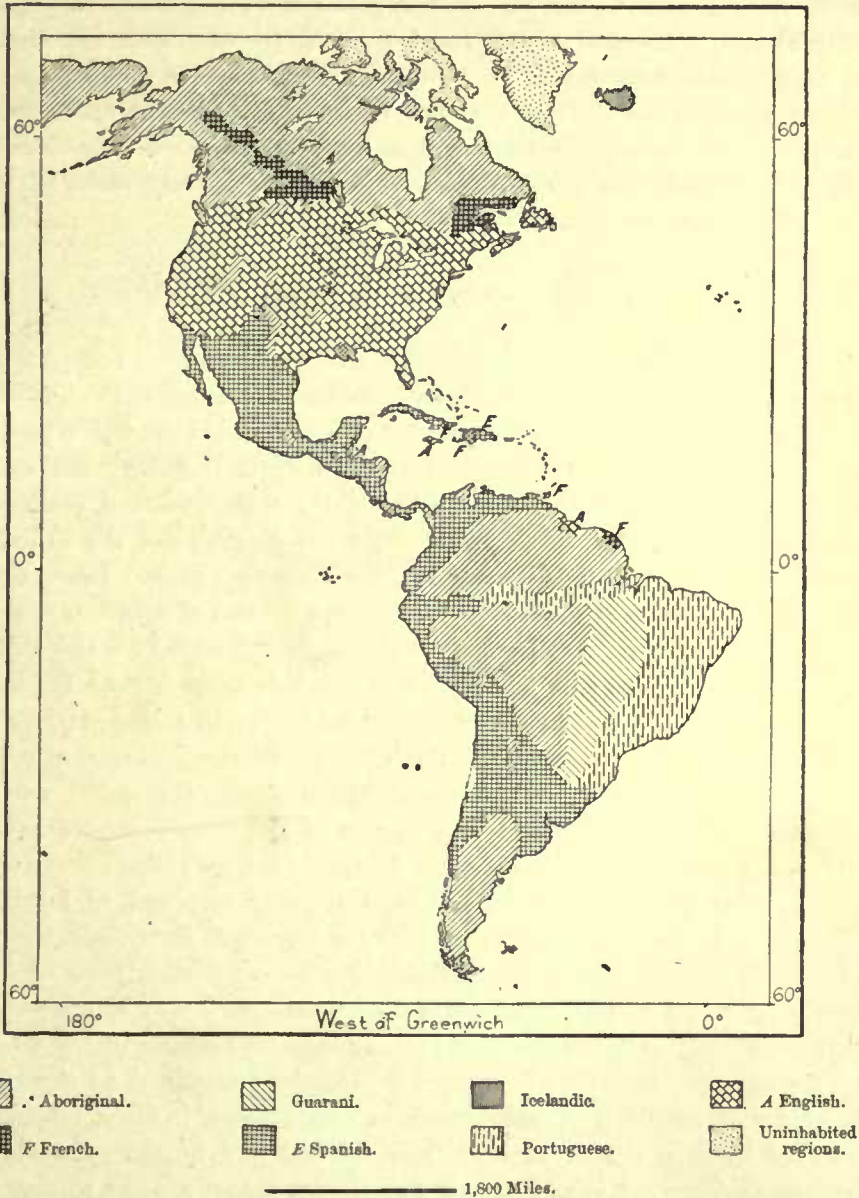 60°
60°
A
E
F
A
F
F
A
F
0°
0°
60°
60°
180°
West of Greenwich
0°
Aboriginal.
Guarani.
Icelandic.
A English.
F French.
E Spanish.
Portuguese.
Uninhabited
regions.
1,800 Miles.